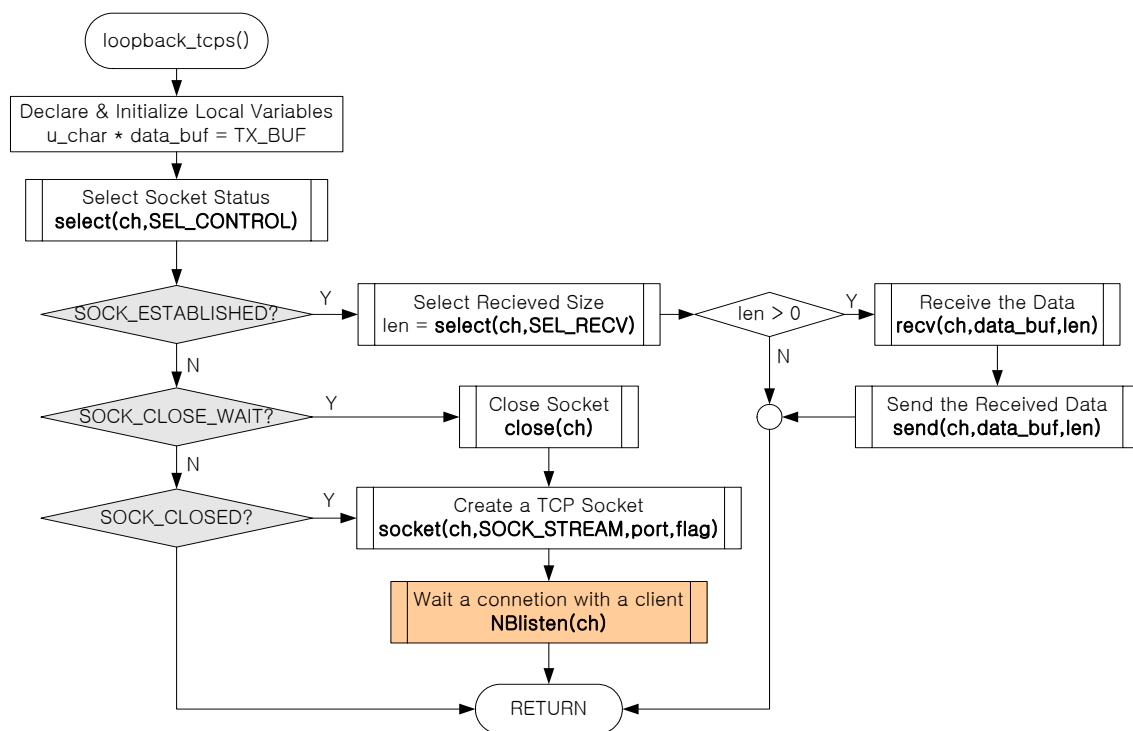 loopback_tcps()
Declare & Initialize Local Variables
u_char * data_buf = TX_BUF
Select Socket Status
select(ch,SEL_CONTROL)
SOCK_ESTABLISHED?
Y
Select Recieved Size
len = select(ch,SEL_RECV)
len > 0
Y
Receive the Data
recv(ch,data_buf,len)
N
N
SOCK_CLOSE_WAIT?
Y
Close Socket
close(ch)
Send the Received Data
send(ch,data_buf,len)
N
SOCK_CLOSED?
Y
Create a TCP Socket
socket(ch,SOCK_STREAM,port,flag)
Wait a connetion with a client
NBlisten(ch)
RETURN